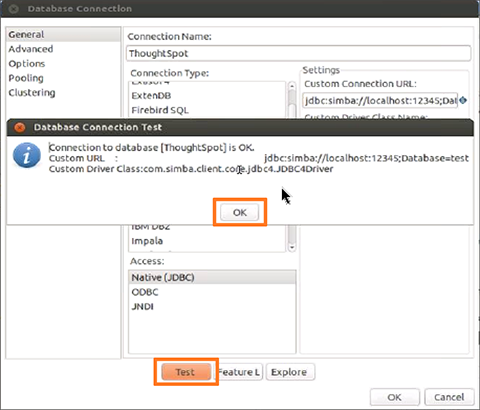 Database Connection
General
Advanced
Options
Pooling
Clustering
Connection Name:
ThoughtSpot
Connection Type:
ExtenDB
Firebird SQL
Settings
Custom Connection URL:
jdbc:simba://localhost:12345;Dat
Custom Driver Class Name:
Database Connection Test
Connection to database [ThoughtSpot] is OK.
Custom URL : jdbc:simba://localhost:12345;Database=test
Custom Driver Class:com.simba.client.core.jdbc4.JDBC4Driver
OK
IBM DB2
Impala
Access:
Native (JDBC)
ODBC
JNDI
Test
Feature L
Explore
OK
Cancel